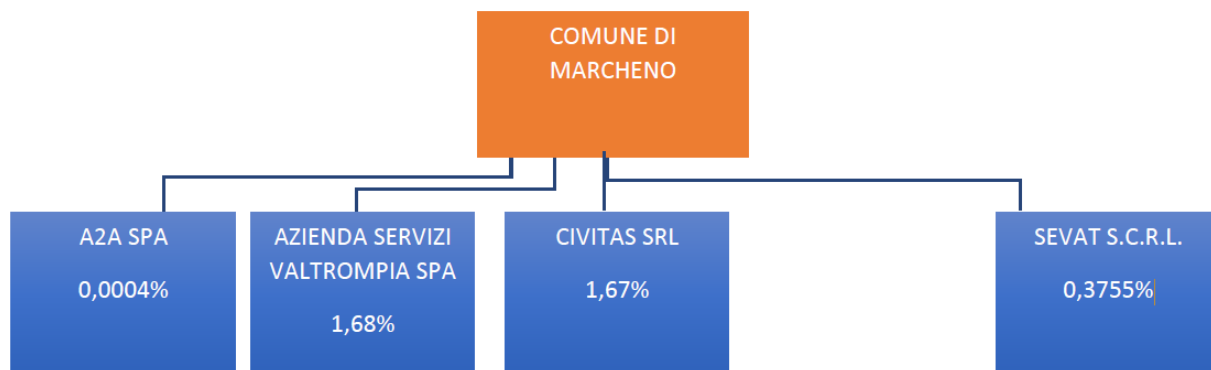 COMUNE DI
MARCHENO
A2A SPA
0,0004%
AZIENDA SERVIZI
VALTROMPIA SPA
1,68%
CIVITAS SRL
1,67%
SEVAT S.C.R.L.
0,3755%